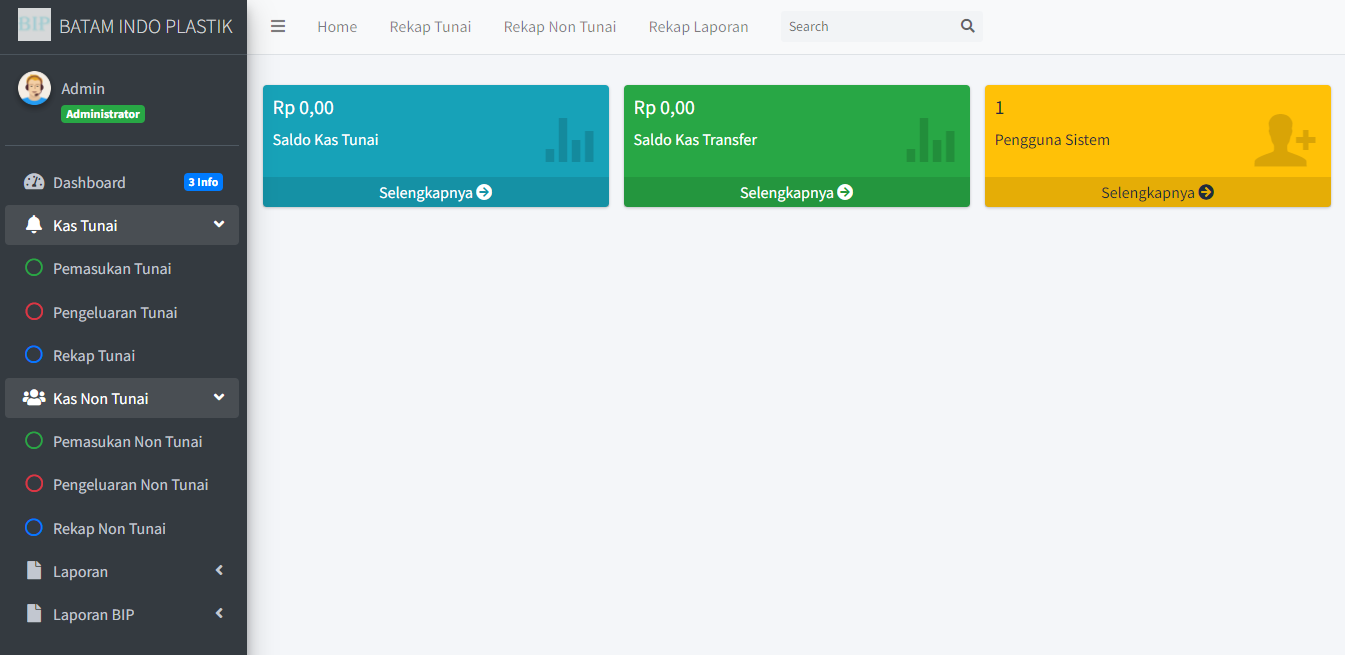 BIP BATAM INDO PLASTIK
Admin
Administrator
Dashboard 3 Info
Kas Tunai
Pemasukan Tunai
Pengeluaran Tunai
Rekap Tunai
Kas Non Tunai
Pemasukan Non Tunai
Pengeluaran Non Tunai
Rekap Non Tunai
Laporan
Laporan BIP
Home Rekap Tunai Rekap Non Tunai Rekap Laporan Search
Rp 0,00
Saldo Kas Tunai
Selengkapnya
Rp 0,00
Saldo Kas Transfer
Selengkapnya
1
Pengguna Sistem
Selengkapnya